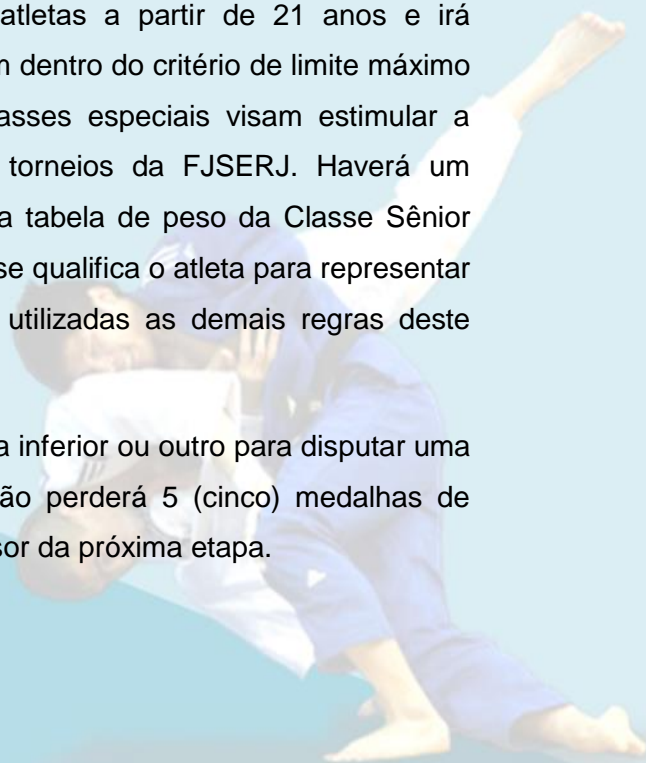 atletas a partir de 21 anos e irá
dentro do critério de limite máximo
asses especiais visam estimular a
torneios da FJSERJ. Haverá um
a tabela de peso da Classe Sênior
se qualifica o atleta para representar
utilizadas as demais regras deste
a inferior ou outro para disputar uma
ão perderá 5 (cinco) medalhas de
sor da próxima etapa.